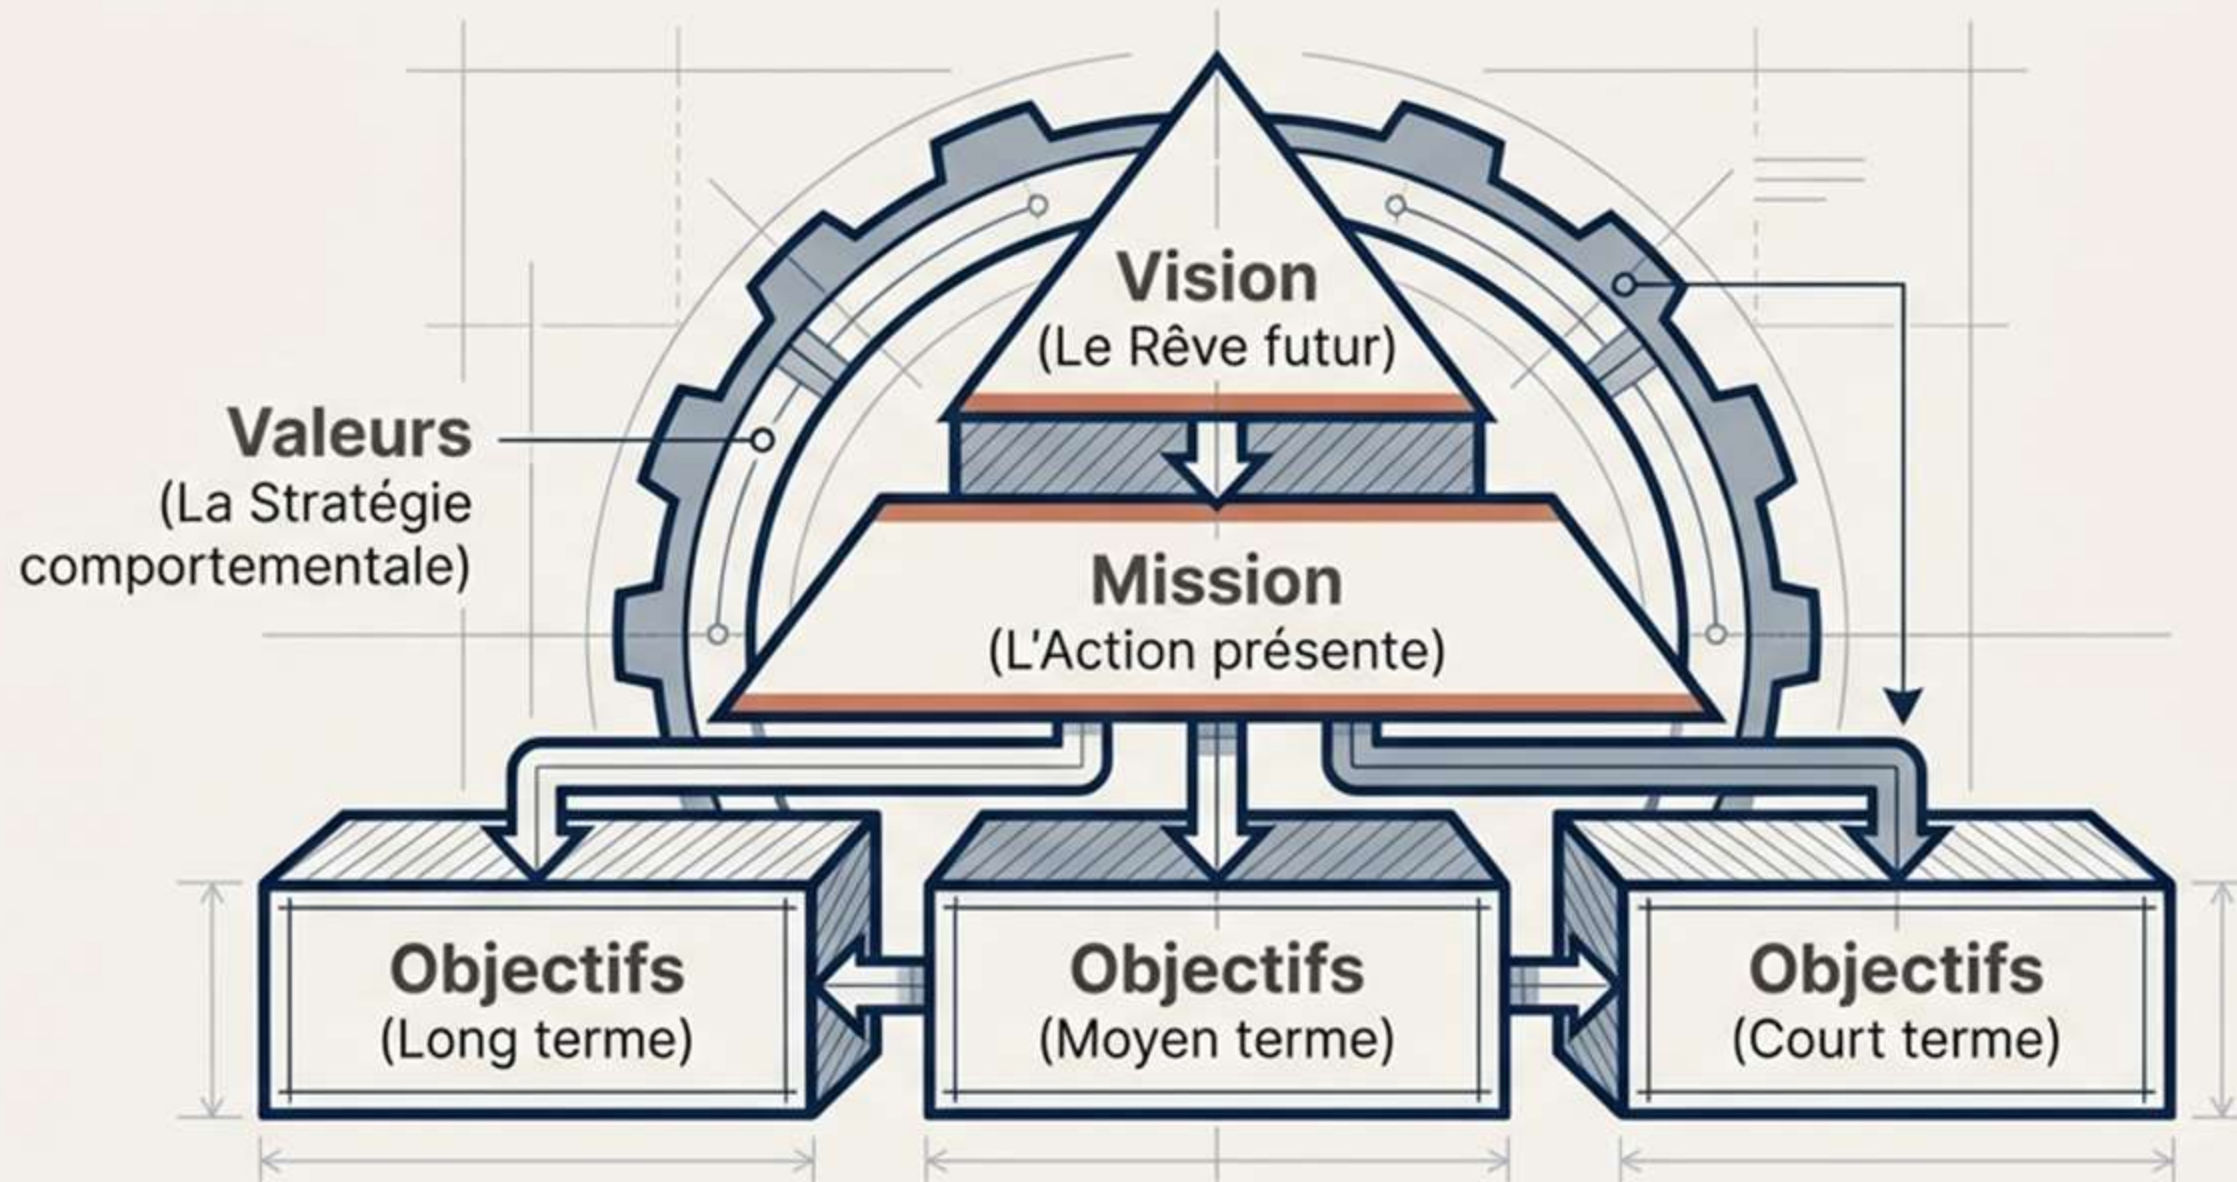 Vision
(Le Rêve futur)
Valeurs
(La Stratégie
comportementale)
Mission
(L'Action présente)
Objectifs
(Long terme)
Objectifs
(Moyen terme)
Objectifs
(Court terme)